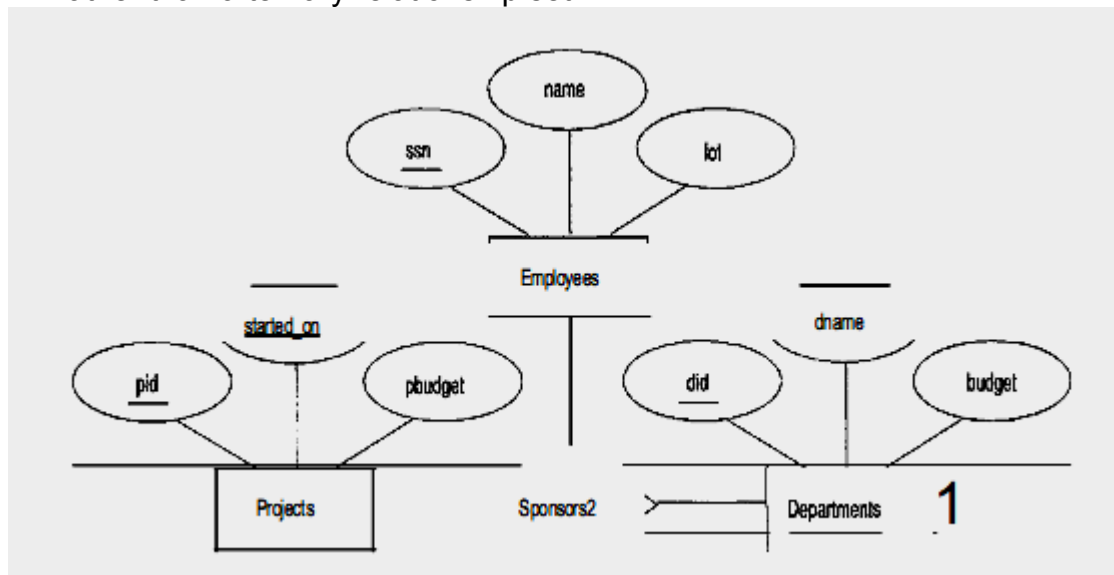 name
ssn
lot
Employees
started_on
dname
pid
pbudget
did
budget
Projects
Sponsors2
Departments
1